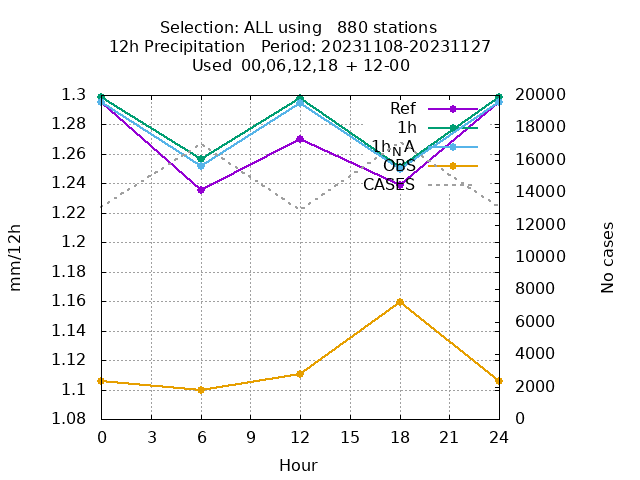 Selection: ALL using   880 stations
12h Precipitation   Period: 20231108-20231127
Used  00,06,12,18  + 12-00
1.3
1.28
1.26
1.24
1.22
1.2
1.18
1.16
1.14
1.12
1.1
1.08
mm/12h
20000
18000
16000
14000
12000
10000
8000
6000
4000
2000
0
No cases
Ref
1h
1h_NA
OBS
CASES
0 3 6 9 12 15 18 21 24
Hour